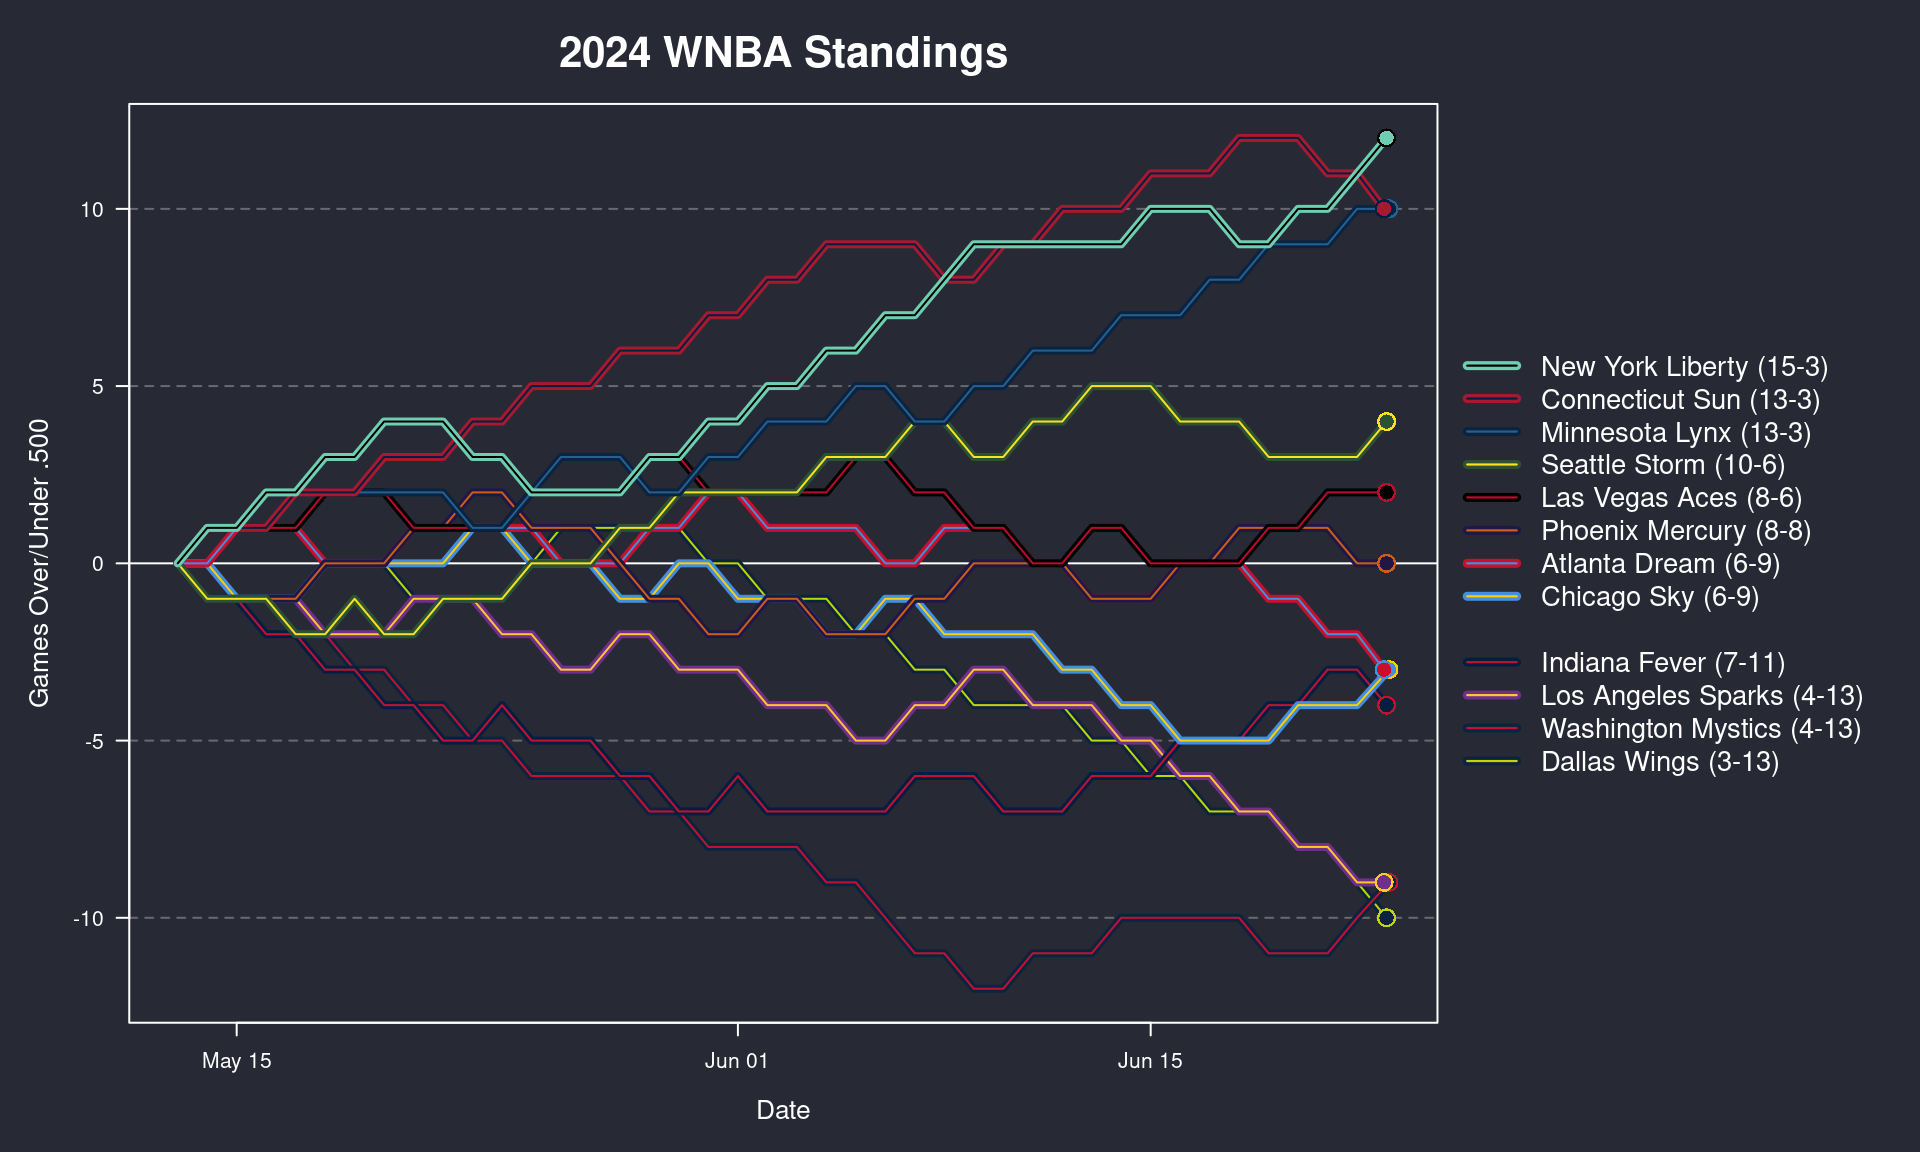 2024 WNBA Standings
Games Over/Under .500
10
5
0
-5
-10
May 15
Jun 01
Jun 15
Date
New York Liberty (15-3)
Connecticut Sun (13-3)
Minnesota Lynx (13-3)
Seattle Storm (10-6)
Las Vegas Aces (8-6)
Phoenix Mercury (8-8)
Atlanta Dream (6-9)
Chicago Sky (6-9)
Indiana Fever (7-11)
Los Angeles Sparks (4-13)
Washington Mystics (4-13)
Dallas Wings (3-13)